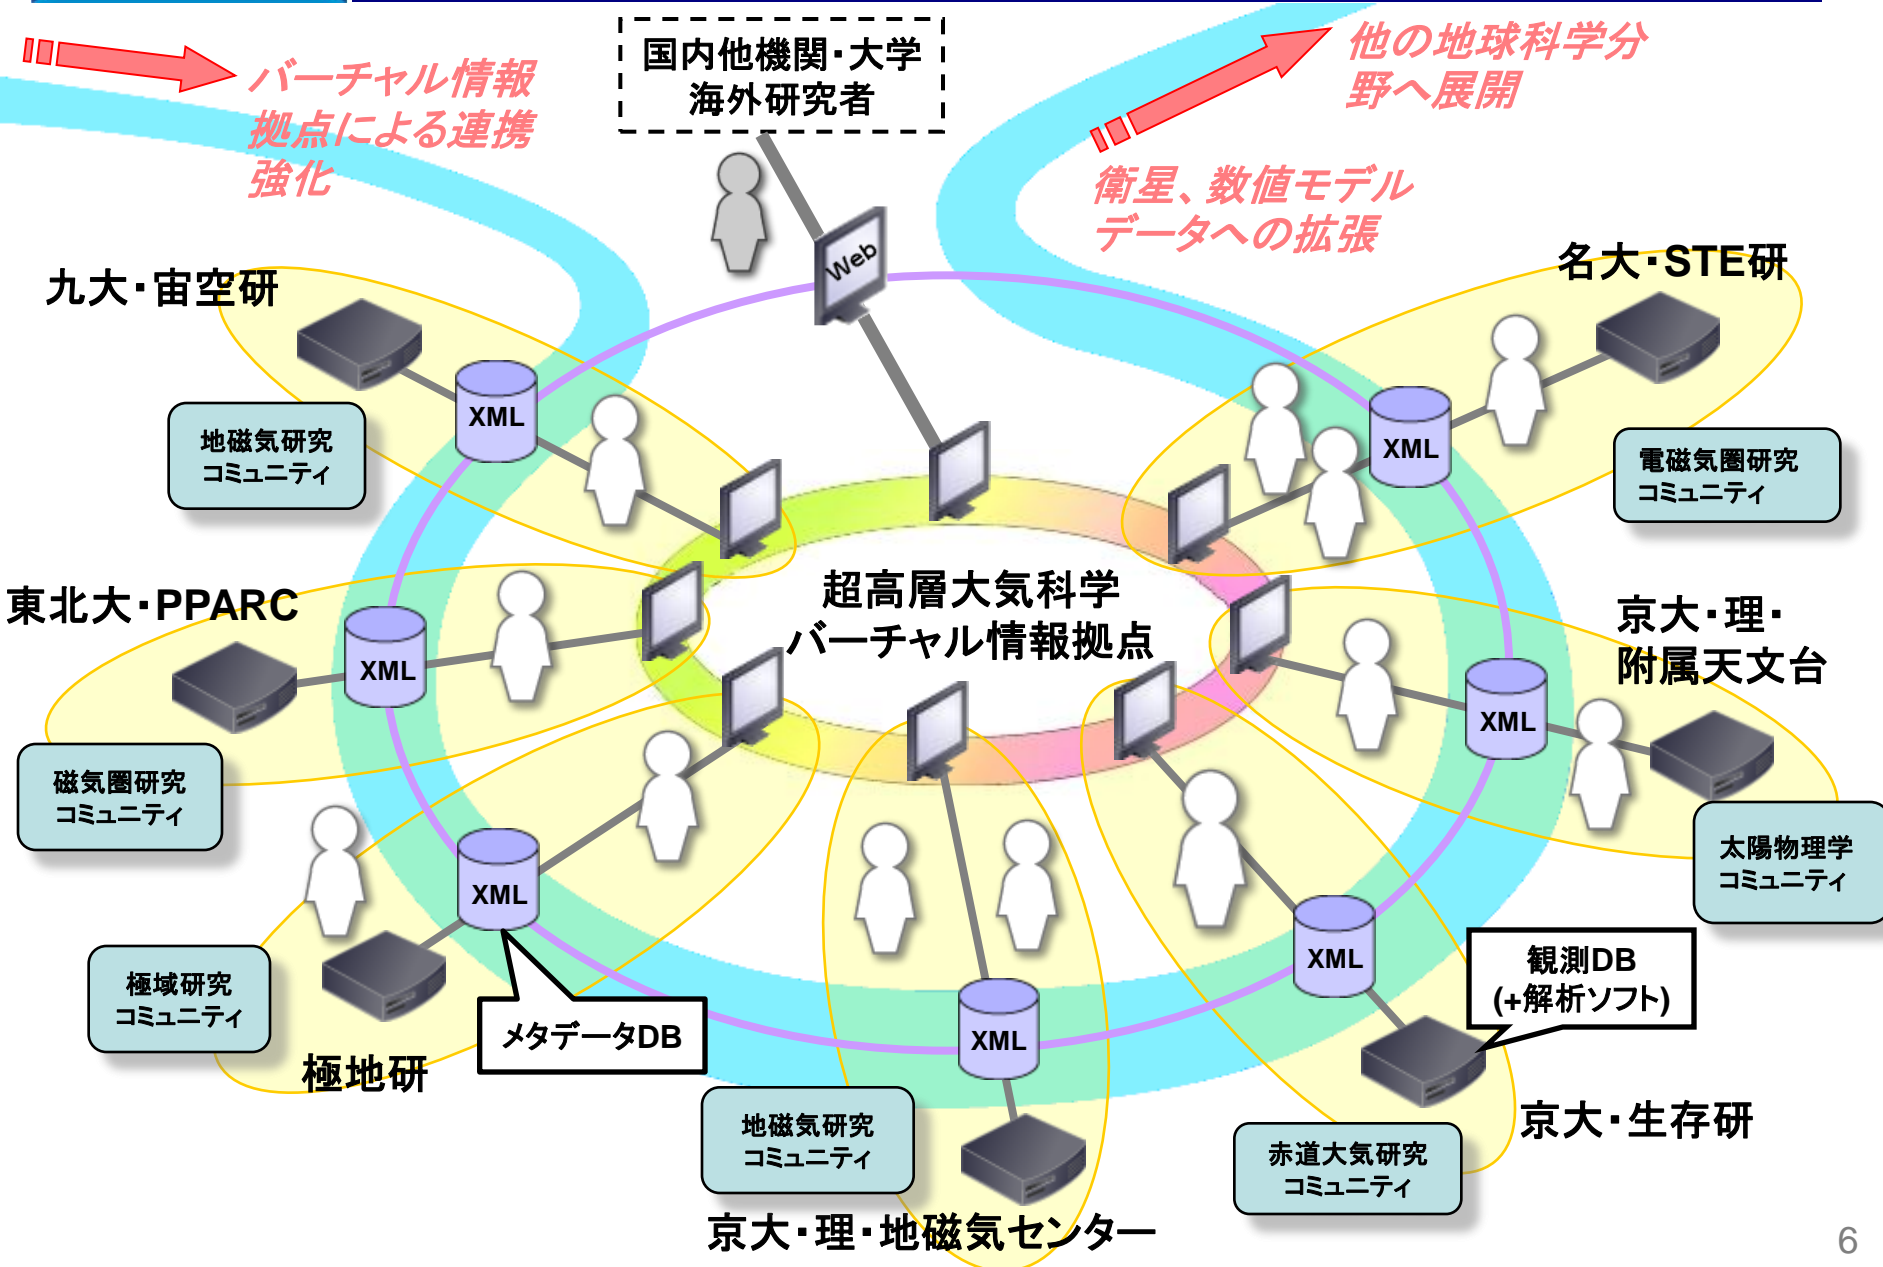 国内他機関・大学
海外研究者
バーチャル情報
拠点による連携
強化
他の地球科学分
野へ展開
衛星、数値モデル
データへの拡張
Web
九大・宙空研
XML
地磁気研究
コミュニティ
名大・STE研
XML
電磁気圏研究
コミュニティ
超高層大気科学
バーチャル情報拠点
東北大・PPARC
XML
磁気圏研究
コミュニティ
京大・理・
附属天文台
XML
太陽物理学
コミュニティ
XML
極域研究
コミュニティ
極地研
メタデータDB
XML
地磁気研究
コミュニティ
京大・理・地磁気センター
XML
観測DB
(+解析ソフト)
赤道大気研究
コミュニティ
京大・生存研
6